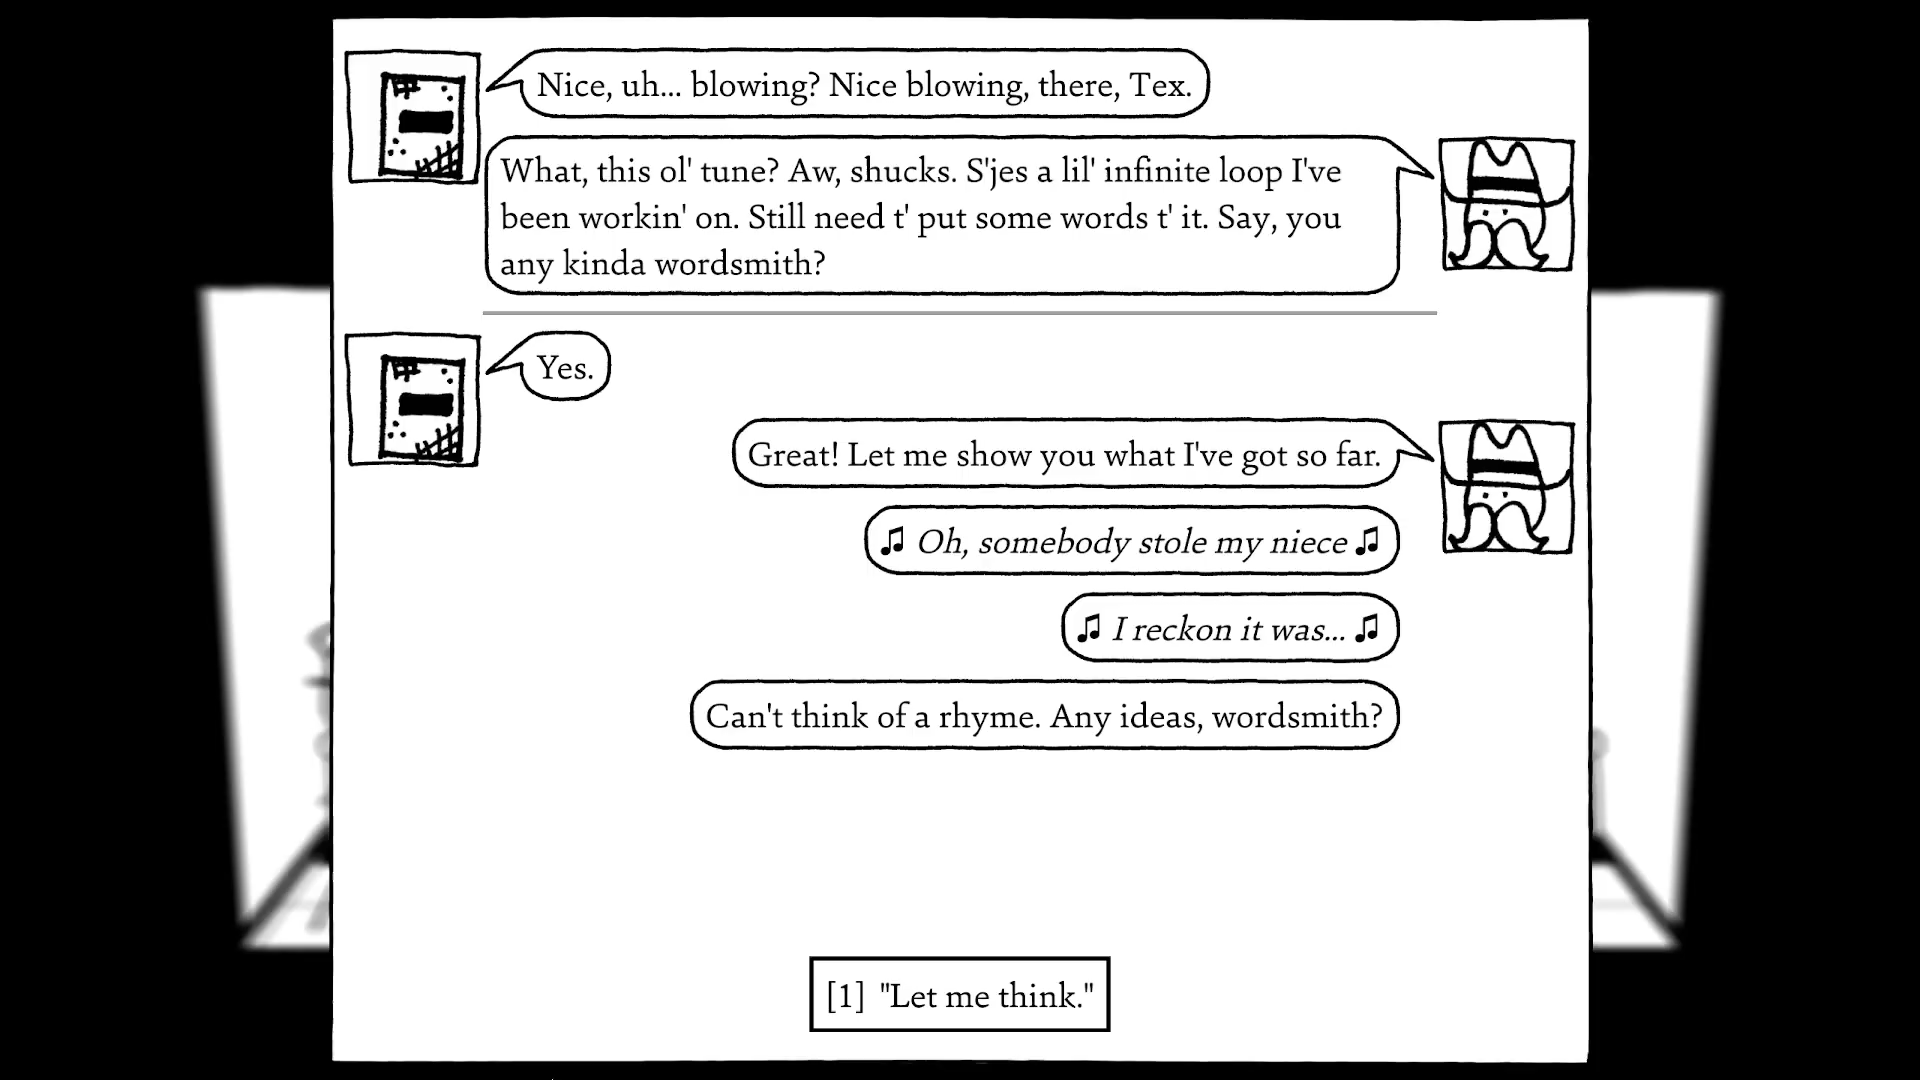 Nice, uh... blowing? Nice blowing, there, Tex.
What, this ol' tune? Aw, shucks. S'jes a lil' infinite loop I've
been workin' on. Still need t' put some words t' it. Say, you
any kinda wordsmith?
Yes.
Great! Let me show you what I've got so far.
♫ Oh, somebody stole my niece ♫
♫ I reckon it was... ♫
Can't think of a rhyme. Any ideas, wordsmith?
[1] "Let me think."